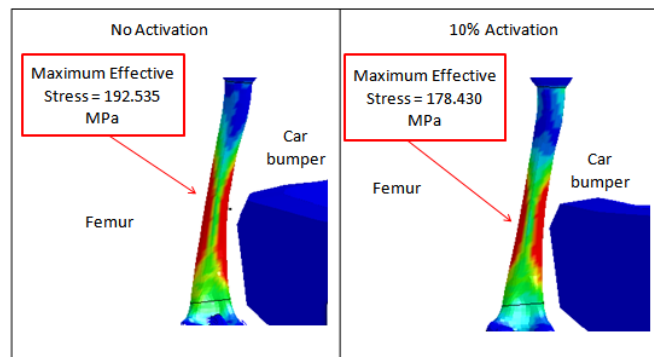 No Activation
Maximum Effective
Stress = 192.535
MPa
Car
bumper
Femur
10% Activation
Maximum Effective
Stress = 178.430
MPa
Car
bumper
Femur